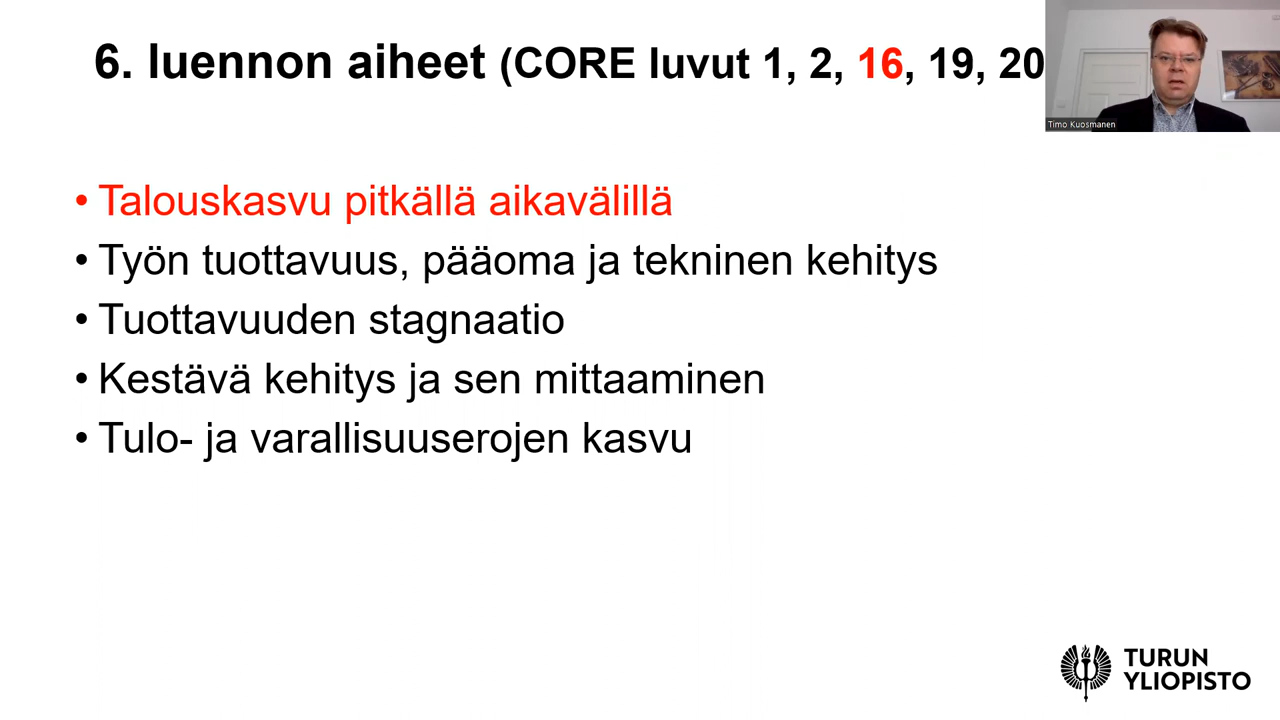 6. luennon aiheet (CORE luvut 1, 2, 16, 19, 20
Timo Kuosmanen
• Talouskasvu pitkällä aikavälillä
• Työn tuottavuus, pääoma ja tekninen kehitys
• Tuottavuuden stagnaatio
• Kestävä kehitys ja sen mittaaminen
• Tulo- ja varallisuuserojen kasvu
TURUN
YLIOPISTO